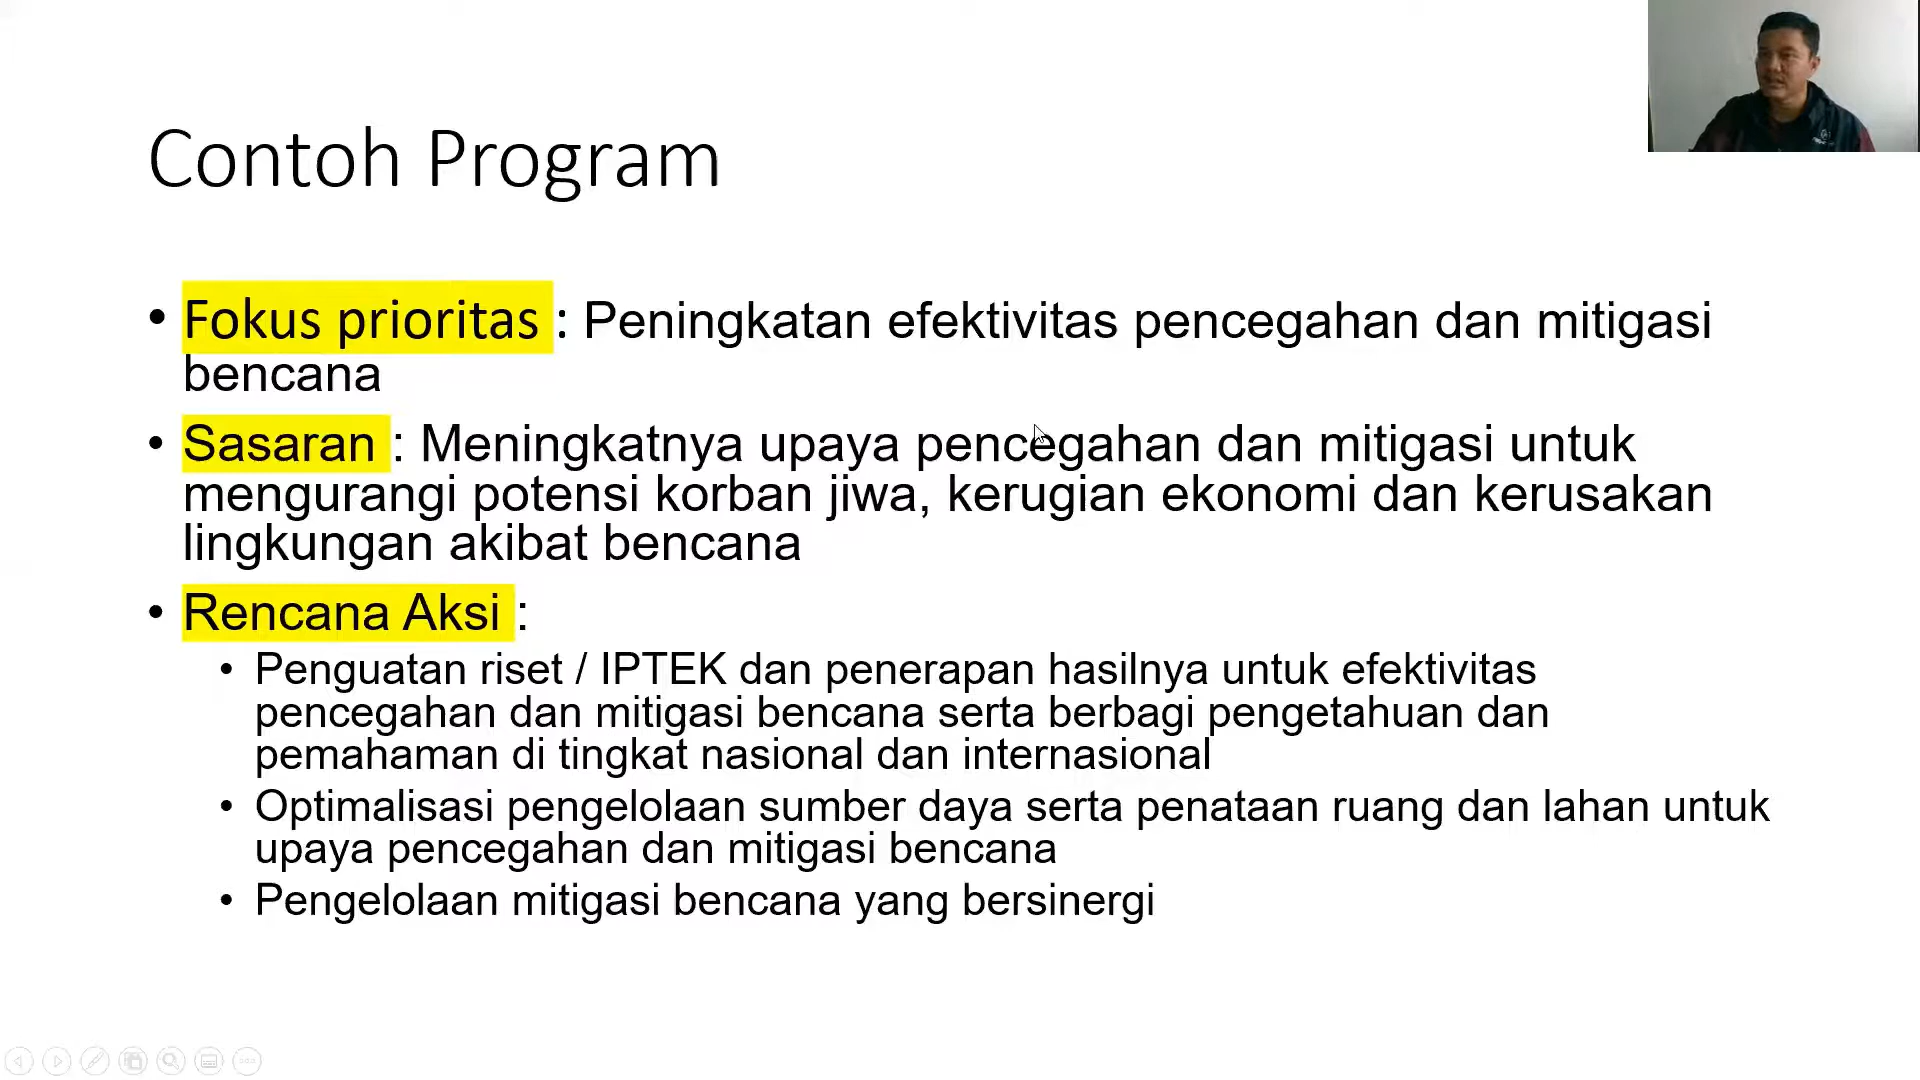 Contoh Program
• Fokus prioritas : Peningkatan efektivitas pencegahan dan mitigasi
bencana
• Sasaran : Meningkatnya upaya pencegahan dan mitigasi untuk
mengurangi potensi korban jiwa, kerugian ekonomi dan kerusakan
lingkungan akibat bencana
• Rencana Aksi :
• Penguatan riset / IPTEK dan penerapan hasilnya untuk efektivitas
pencegahan dan mitigasi bencana serta berbagi pengetahuan dan
pemahaman di tingkat nasional dan internasional
• Optimalisasi pengelolaan sumber daya serta penataan ruang dan lahan untuk
upaya pencegahan dan mitigasi bencana
• Pengelolaan mitigasi bencana yang bersinergi